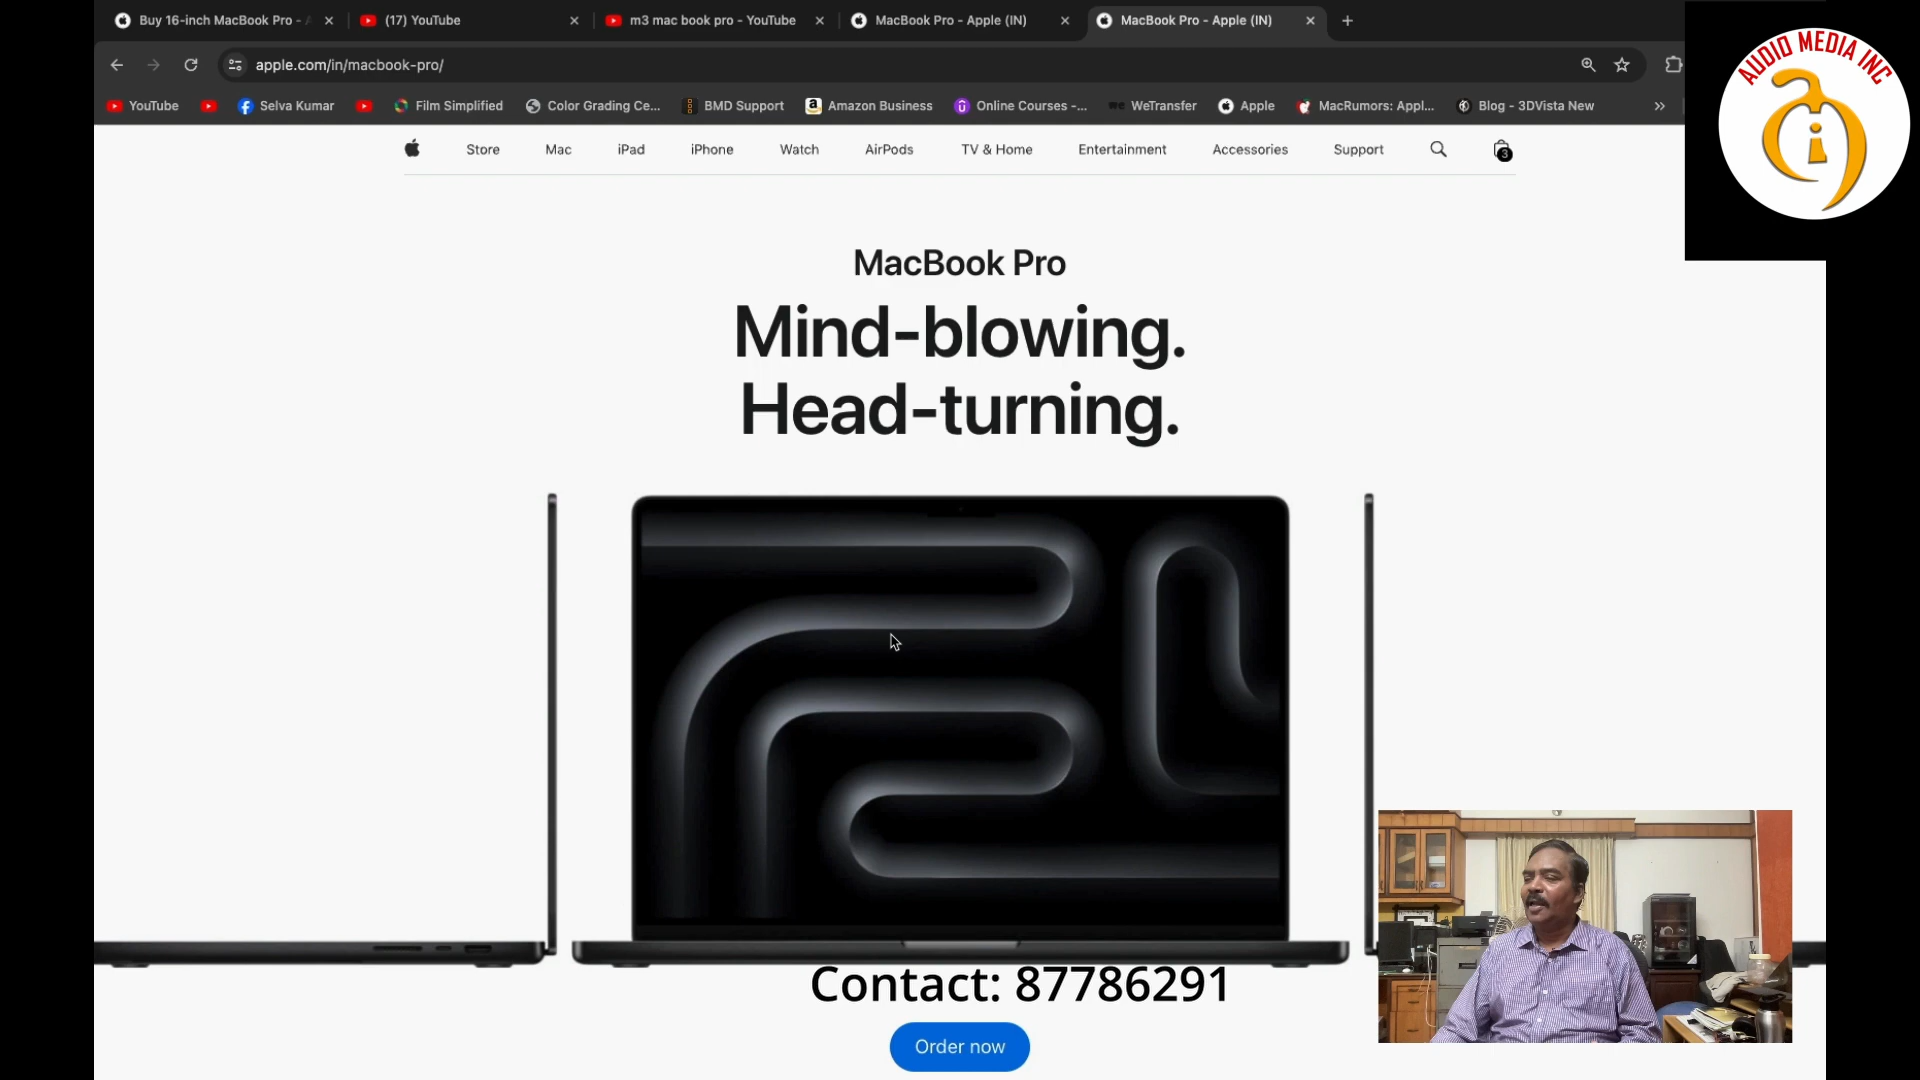 Buy 16-inch MacBook Pro -
(17) YouTube
m3 mac book pro - YouTube
MacBook Pro - Apple (IN)
MacBook Pro - Apple (IN)
apple.com/in/macbook-pro/
YouTube
Selva Kumar
Film Simplified
Color Grading Ce...
BMD Support
Amazon Business
Online Courses -...
WeTransfer
Apple
MacRumors: Appl...
Blog - 3DVista New
AUDIO MEDIA INC
Store
Mac
iPad
iPhone
Watch
AirPods
TV & Home
Entertainment
Accessories
Support
3
MacBook Pro
Mind-blowing.
Head-turning.
Contact: 87786291
Order now